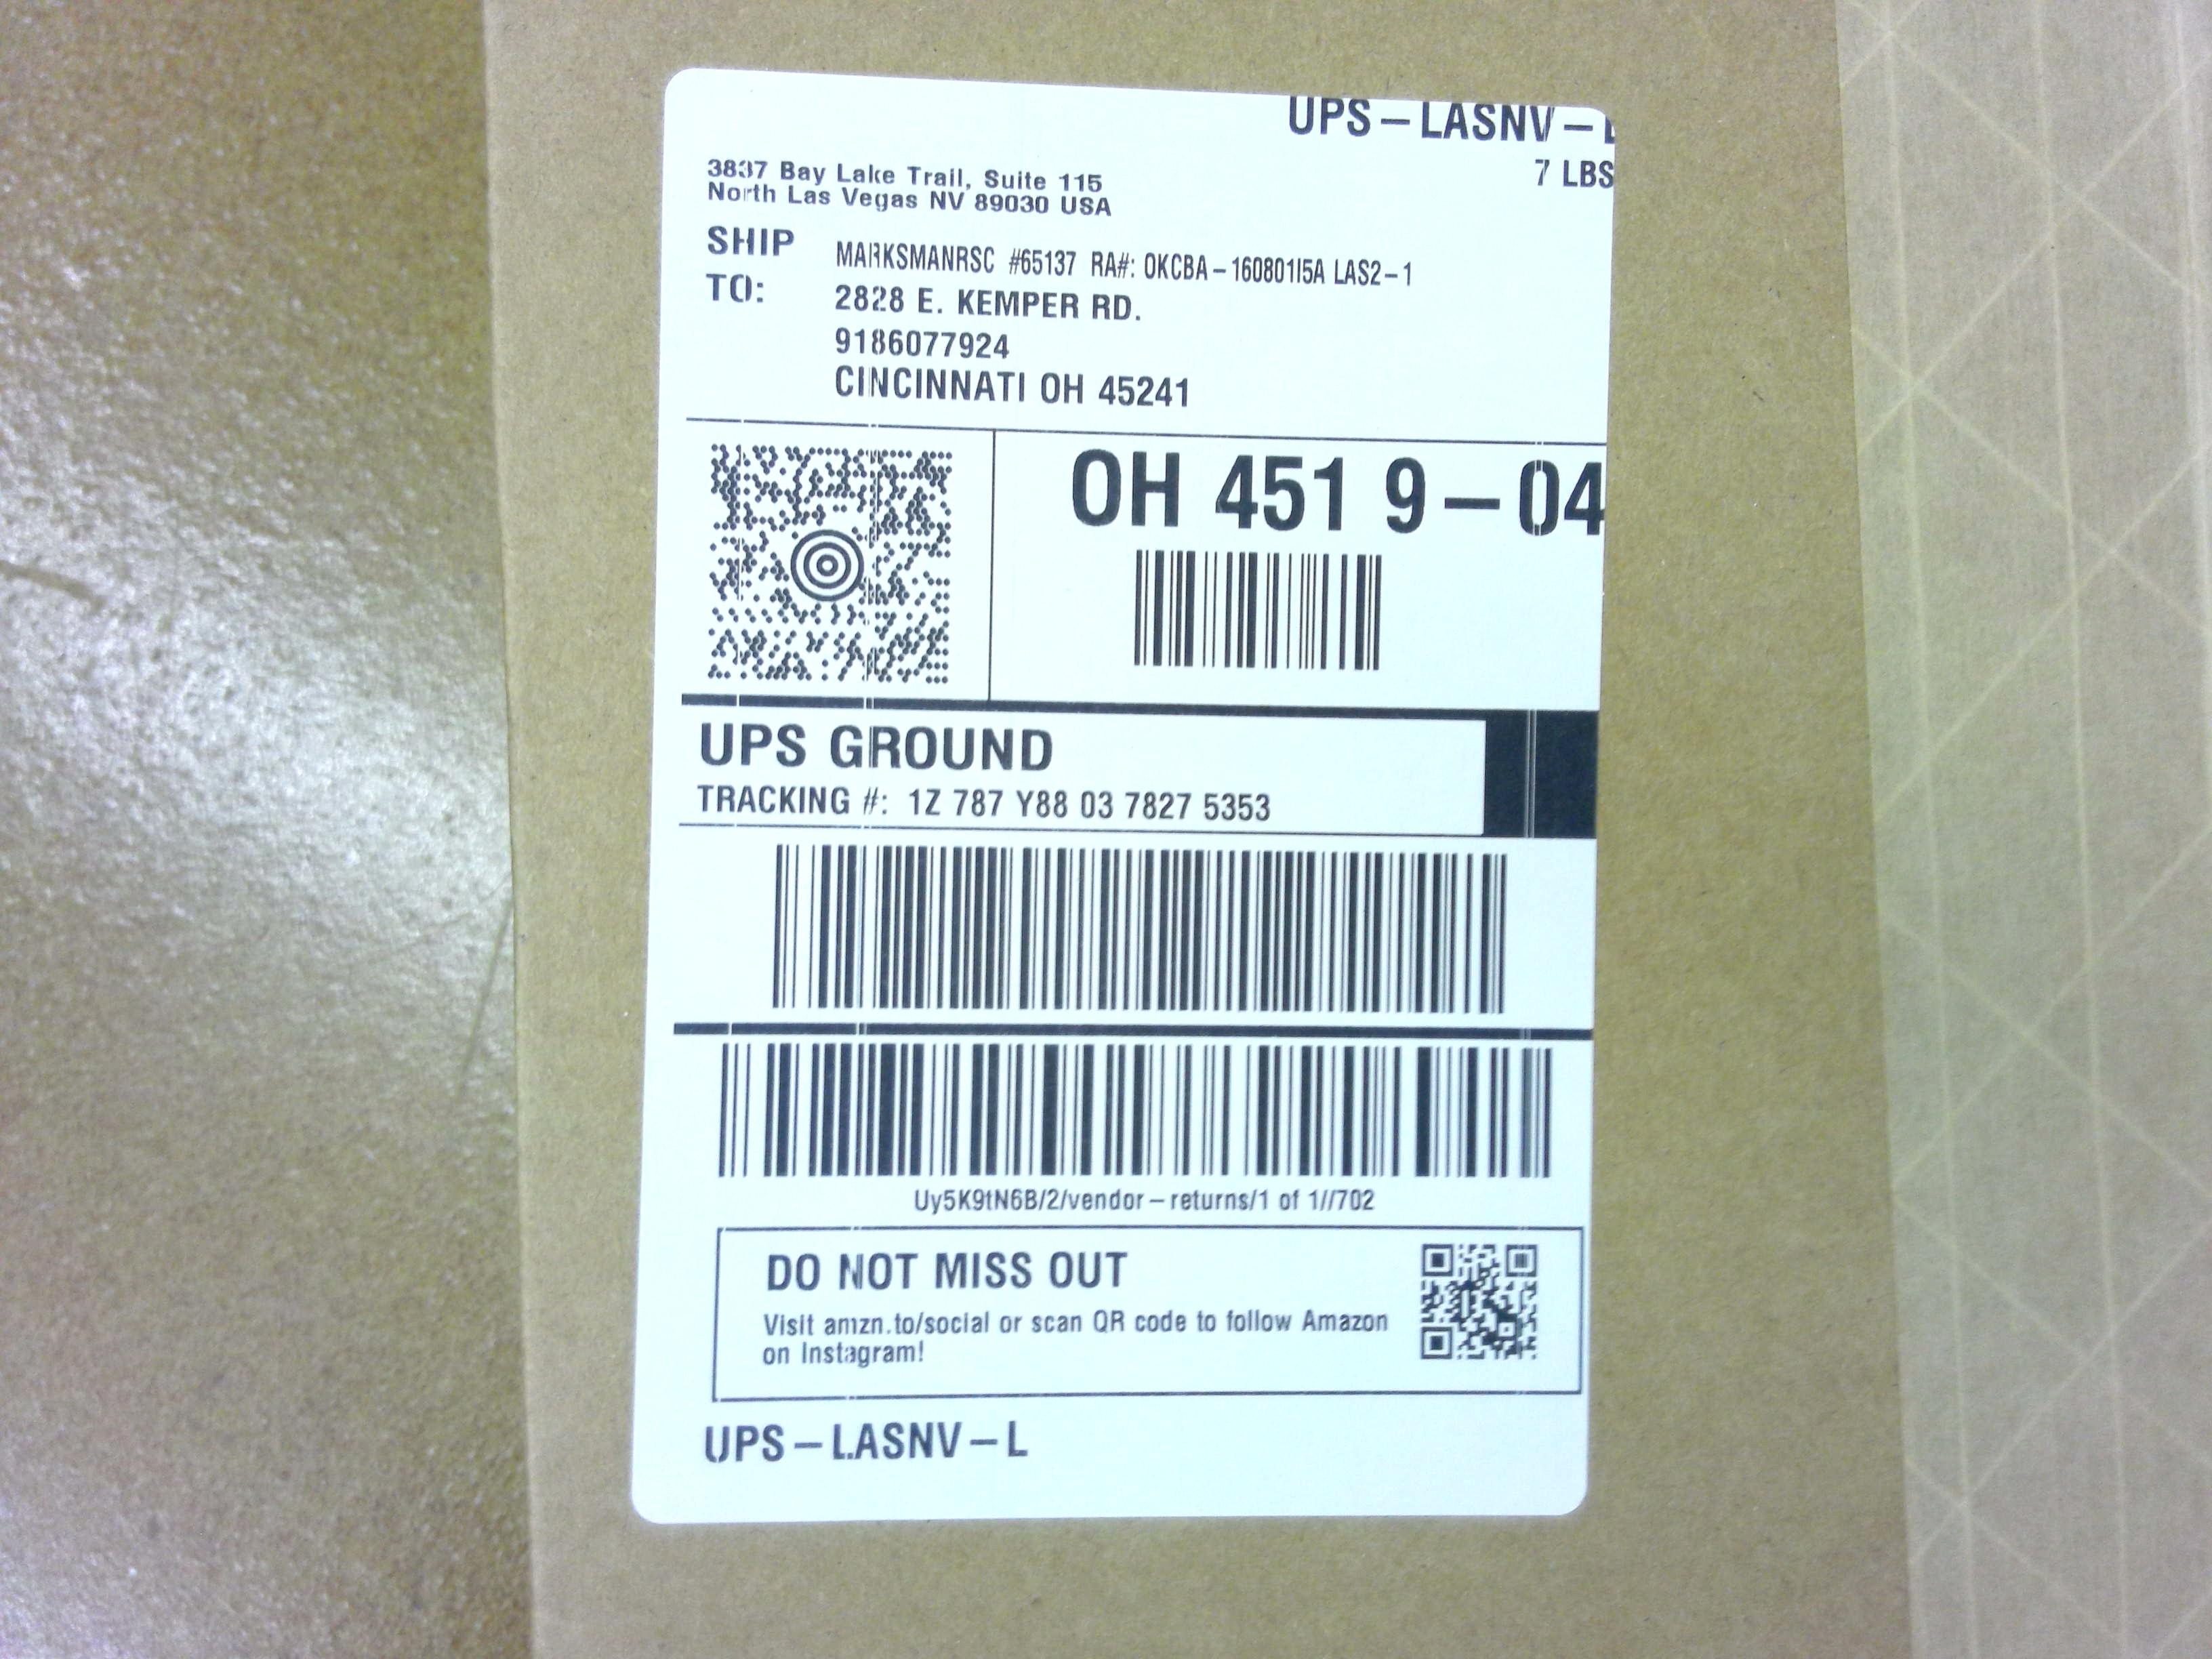 UPS – LASNV – L
7 LBS
3837 Bay Lake Trail, Suite 115
North Las Vegas NV 89030 USA
SHIP TO:
MARKSMANRSC #65137 RA#: OKCBA – 16080115A LAS2 – 1
2828 E. KEMPER RD.
9186077924
CINCINNATI OH 45241
OH 451 9 – 04
UPS GROUND
TRACKING #: 1Z 787 Y88 03 7827 5353
Uy5K9tN6B/2/vendor – returns/1 of 1//702
DO NOT MISS OUT
Visit amzn.to/social or scan QR code to follow Amazon
on Instagram!
UPS – LASNV – L